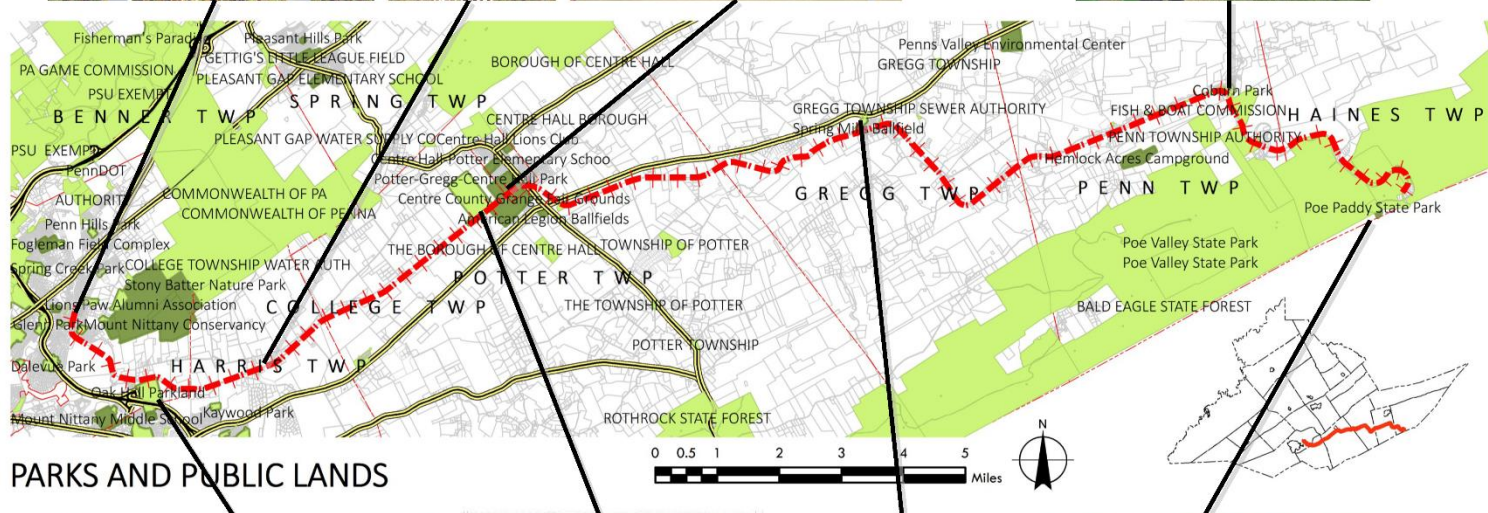 Fisherman's Paradise
Pleasant Hills Park
GETTIG'S LITTLE LEAGUE FIELD
PA GAME COMMISSION
PLEASANT GAP ELEMENTARY SCHOOL
BOROUGH OF CENTRE HALL
Penns Valley Environmental Center
GREGG TOWNSHIP
PSU EXEMPT
SPRING TWP
BENNER TWP
CENTRE HALL BOROUGH
GREGG TOWNSHIP SEWER AUTHORITY
Coburn Park
FISH & BOAT COMMISSION
HAINES TWP
PLEASANT GAP WATER SUPPLY CO
Centre Hall Lions Club
Spring Mills Ballfield
PENN TOWNSHIP AUTHORITY
PSU EXEMPT
Centre Hall-Potter Elementary Schoo
Hemlock Acres Campground
PennDOT
Potter-Gregg-Centre Hall Park
GREGG TWP
PENN TWP
AUTHORITY
COMMONWEALTH OF PA
Centre County Grange Fair Grounds
COMMONWEALTH OF PENNA
Poe Paddy State Park
Penn Hills Park
American Legion Ballfields
Fogleman Field Complex
THE BOROUGH OF CENTRE HALL
TOWNSHIP OF POTTER
Poe Valley State Park
Spring Creek Park
COLLEGE TOWNSHIP WATER AUTH
Poe Valley State Park
Stony Batter Nature Park
POTTER TWP
Lions Paw Alumni Association
COLLEGE TWP
THE TOWNSHIP OF POTTER
BALD EAGLE STATE FOREST
Glenn Park
Mount Nittany Conservancy
POTTER TOWNSHIP
Dalevue Park
HARRIS TWP
Oak Hall Parkland
Kaywood Park
Mount Nittany Middle School
ROTHROCK STATE FOREST
N
PARKS AND PUBLIC LANDS
0 0.5 1 2 3 4 5
Miles